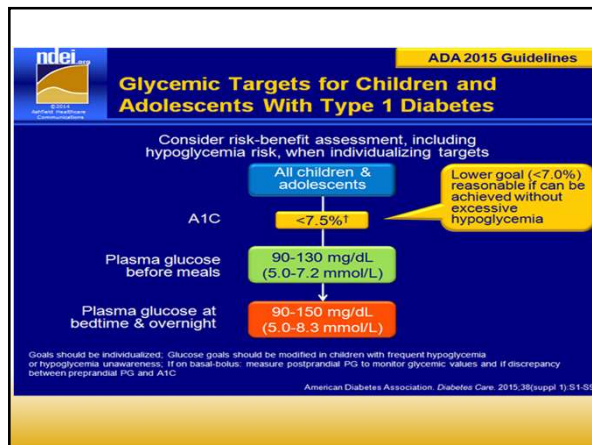 ndei.org
©2014
Ashfield Healthcare
Communications
ADA 2015 Guidelines
Glycemic Targets for Children and
Adolescents With Type 1 Diabetes
Consider risk-benefit assessment, including
hypoglycemia risk, when individualizing targets
All children &
adolescents
Lower goal (<7.0%)
reasonable if can be
achieved without
excessive
hypoglycemia
A1C
<7.5%†
Plasma glucose
before meals
90-130 mg/dL
(5.0-7.2 mmol/L)
Plasma glucose at
bedtime & overnight
90-150 mg/dL
(5.0-8.3 mmol/L)
Goals should be individualized; Glucose goals should be modified in children with frequent hypoglycemia
or hypoglycemia unawareness; If on basal-bolus: measure postprandial PG to monitor glycemic values and if discrepancy
between preprandial PG and A1C
American Diabetes Association. Diabetes Care. 2015;38(suppl 1):S1-S9